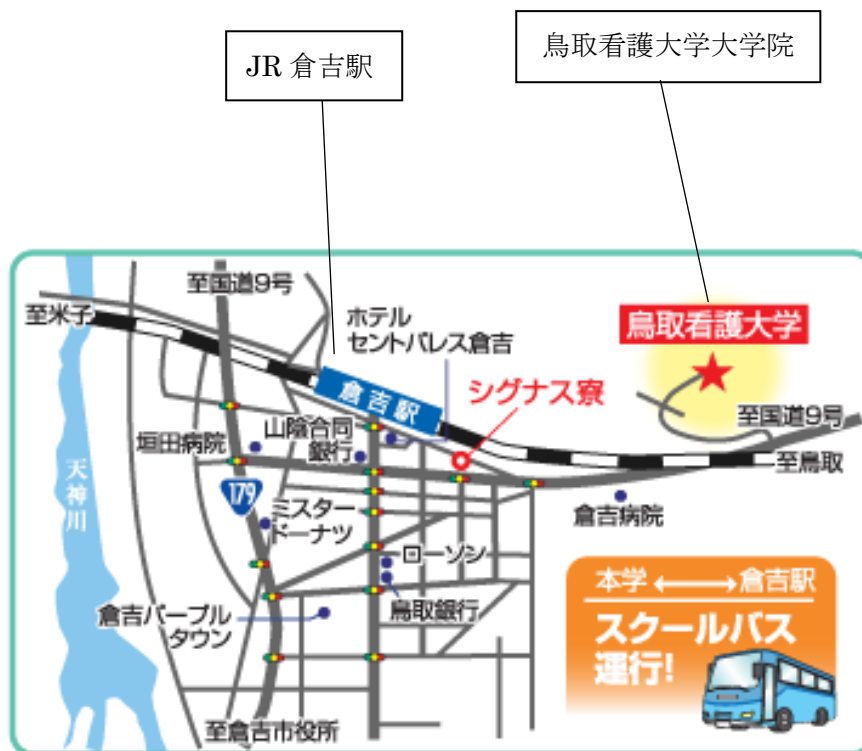 JR 倉吉駅
鳥取看護大学大学院
至国道9号
至米子
ホテル
セントパレス倉吉
鳥取看護大学
倉吉駅
シグナス寮
至国道9号
垣田病院
山陰合同
銀行
至鳥取
天神川
179
ミスター
ドーナツ
倉吉病院
ローソン
本学
倉吉駅
倉吉パープル
タウン
鳥取銀行
スクールバス
運行!
至倉吉市役所